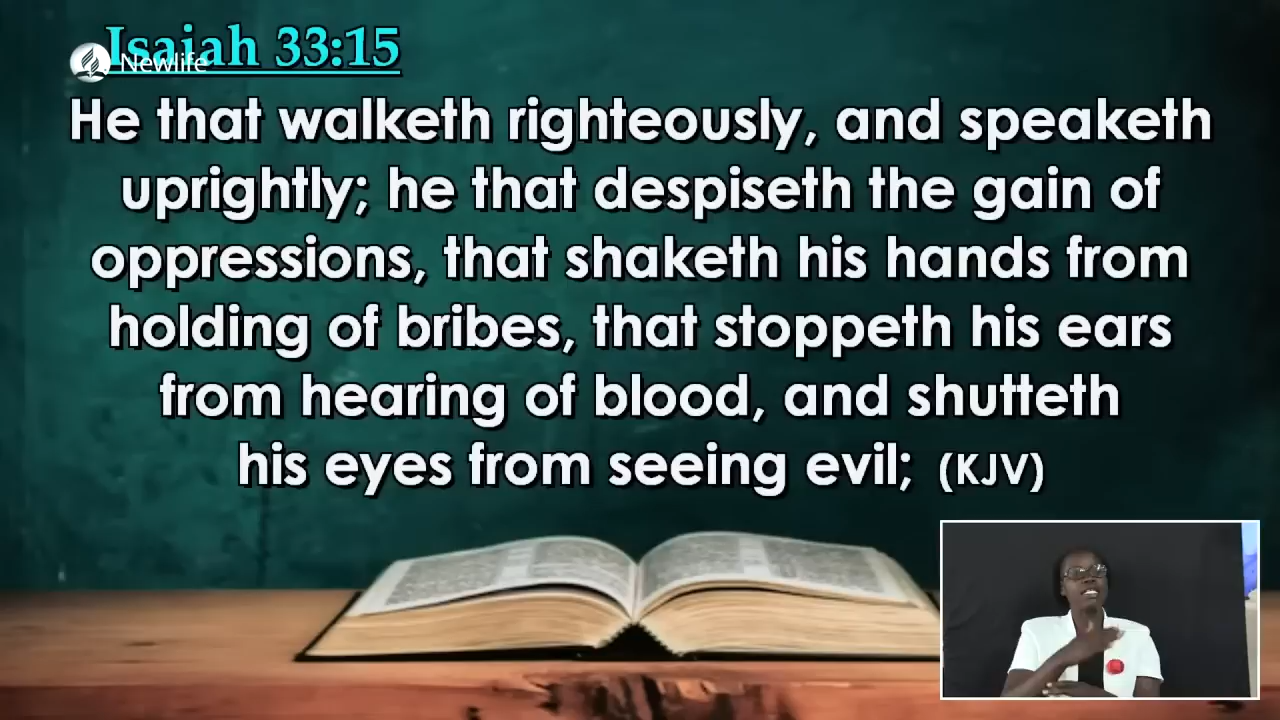 Isaiah 33:15
Newlife
He that walketh righteously, and speaketh
uprightly; he that despiseth the gain of
oppressions, that shaketh his hands from
holding of bribes, that stoppeth his ears
from hearing of blood, and shutteth
his eyes from seeing evil; (KJV)